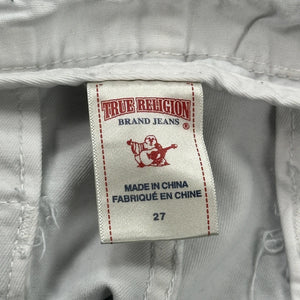 TRUE RELIGION
BRAND JEANS ®
MADE IN CHINA
FABRIQUÉ EN CHINE
27